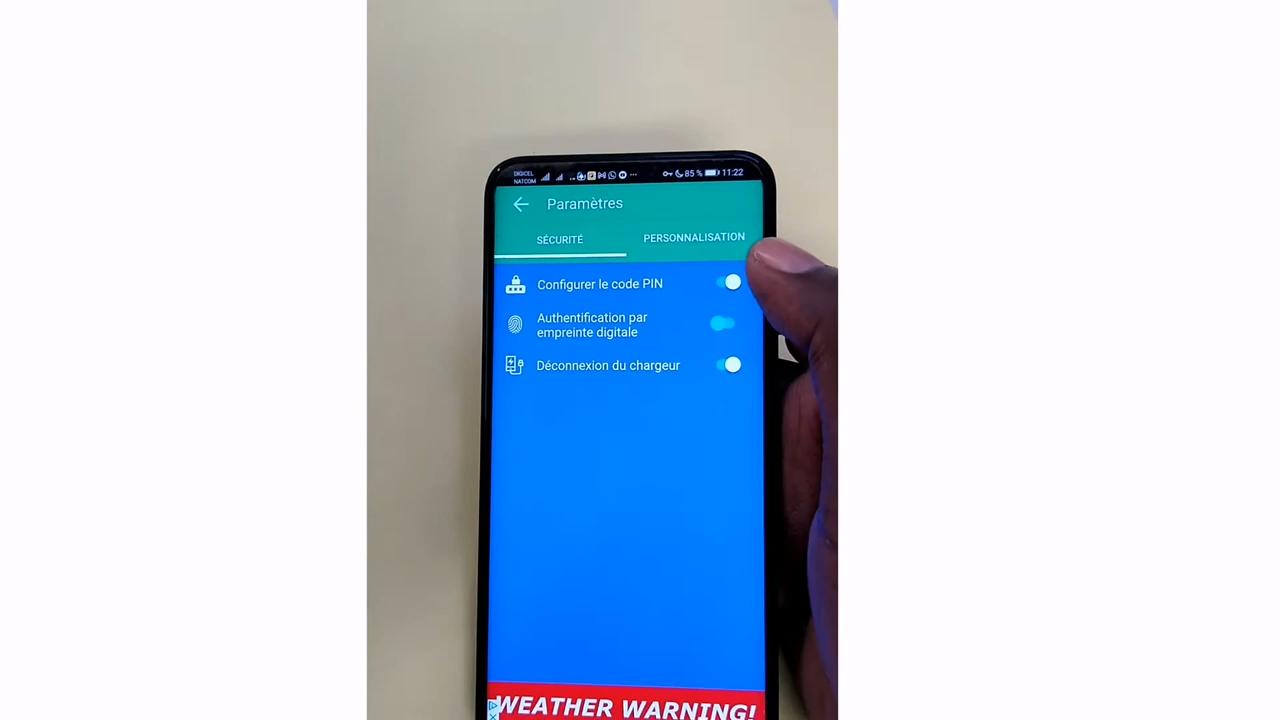 DIGICEL
NATCOM
85 % 11:22
Paramètres
SÉCURITÉ
PERSONNALISATION
Configurer le code PIN
Authentification par
empreinte digitale
Déconnexion du chargeur
WEATHER WARNING!